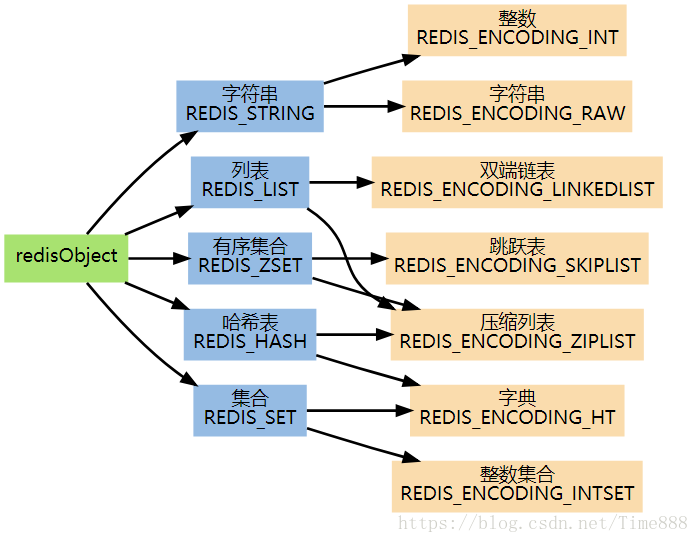 redisObject
字符串
REDIS_STRING
列表
REDIS_LIST
有序集合
REDIS_ZSET
哈希表
REDIS_HASH
集合
REDIS_SET
整数
REDIS_ENCODING_INT
字符串
REDIS_ENCODING_RAW
双端链表
REDIS_ENCODING_LINKEDLIST
跳跃表
REDIS_ENCODING_SKIPLIST
压缩列表
REDIS_ENCODING_ZIPLIST
字典
REDIS_ENCODING_HT
整数集合
REDIS_ENCODING_INTSET
https://blog.csdn.net/Time888